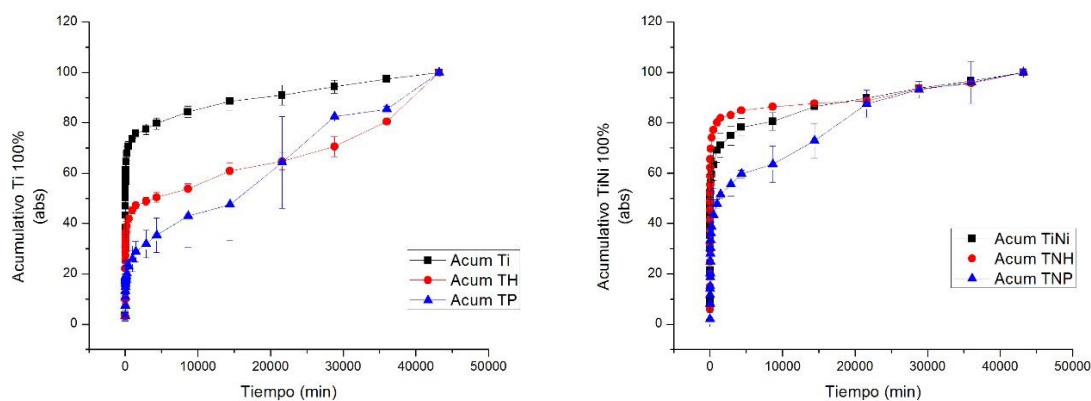 Acumulativo Ti 100%
(abs)
120
100
80
60
40
20
0
0 10000 20000 30000 40000 50000
Tiempo (min)
Acum Ti
Acum TH
Acum TP
Acumulativo TiNi 100%
(abs)
120
100
80
60
40
20
0
0 10000 20000 30000 40000 50000
Tiempo (min)
Acum TiNi
Acum TNH
Acum TNP